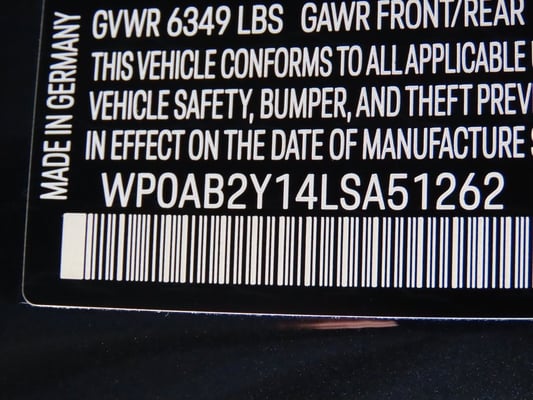 MADE IN GERMANY
GVWR 6349 LBS GAWR FRONT/REAR
THIS VEHICLE CONFORMS TO ALL APPLICABLE
VEHICLE SAFETY, BUMPER, AND THEFT PREV
IN EFFECT ON THE DATE OF MANUFACTURE
WP0AB2Y14LSA51262